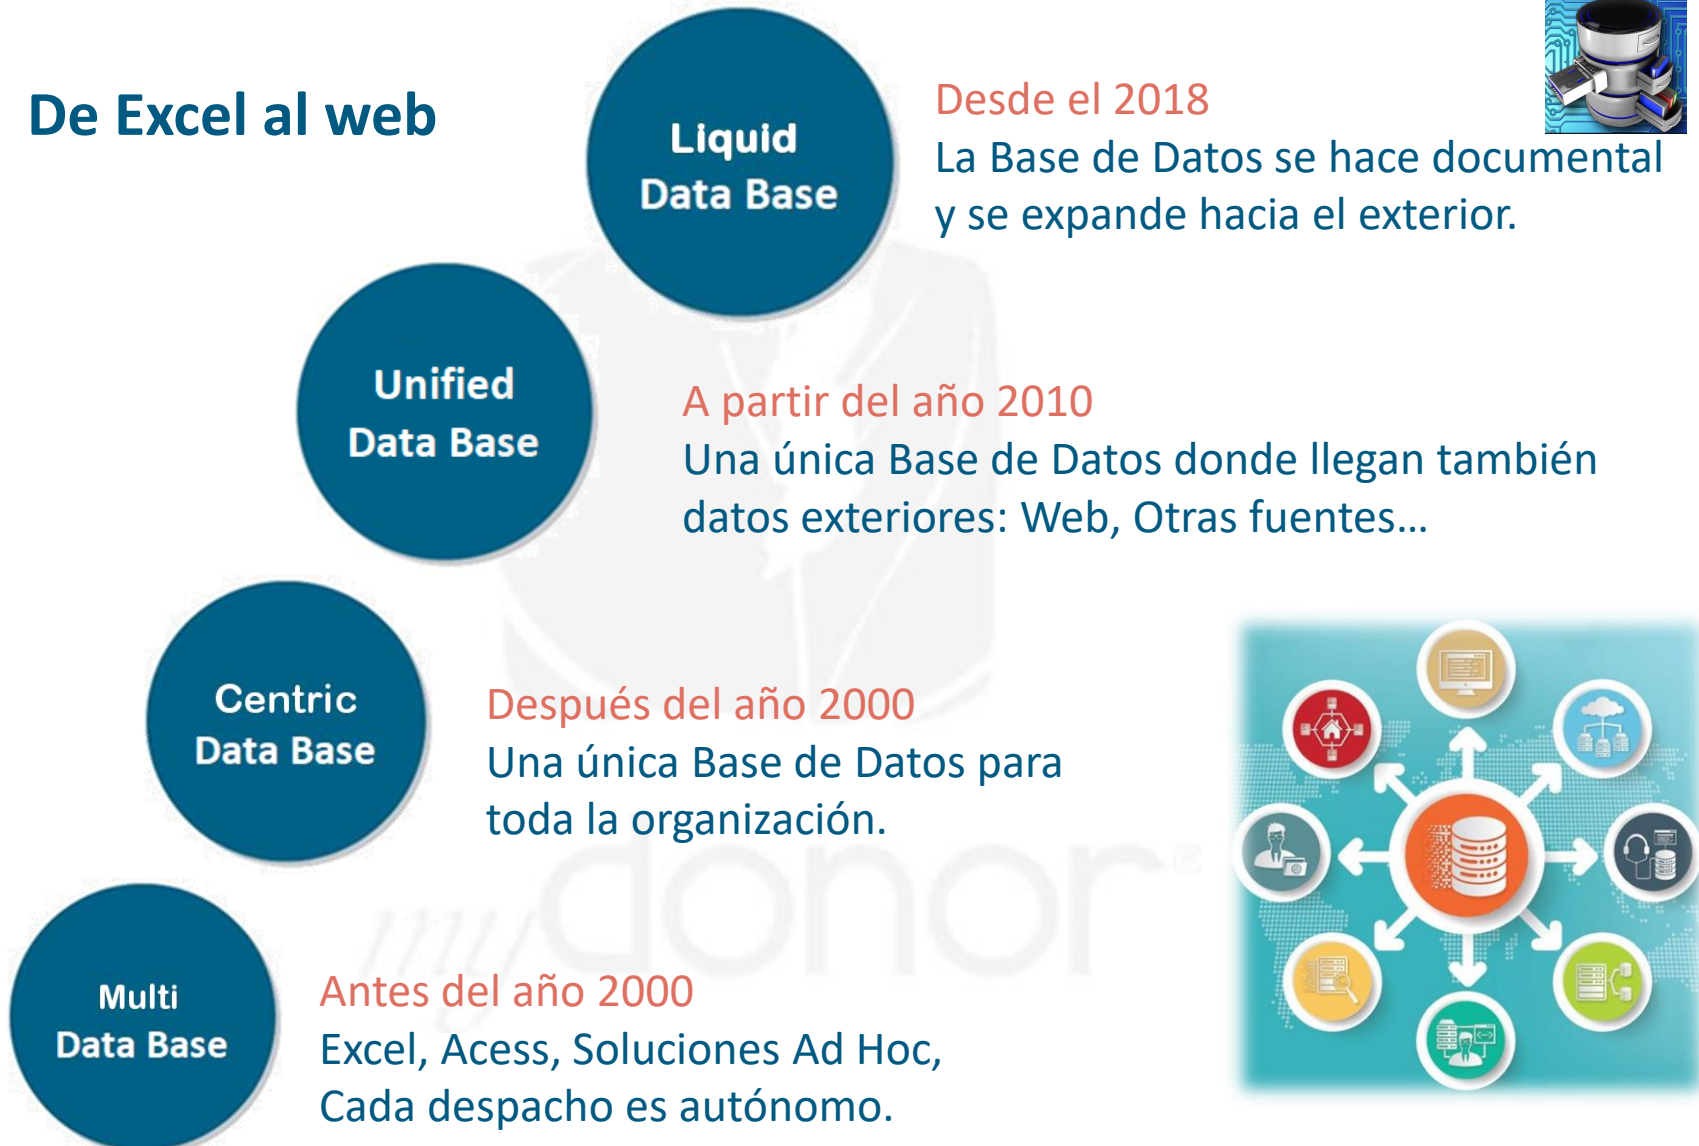 De Excel al web
Liquid
Data Base
Desde el 2018
La Base de Datos se hace documental
y se expande hacia el exterior.
Unified
Data Base
A partir del año 2010
Una única Base de Datos donde llegan también
datos exteriores: Web, Otras fuentes...
Centric
Data Base
Después del año 2000
Una única Base de Datos para
toda la organización.
mydonor®
Multi
Data Base
Antes del año 2000
Excel, Acess, Soluciones Ad Hoc,
Cada despacho es autónomo.